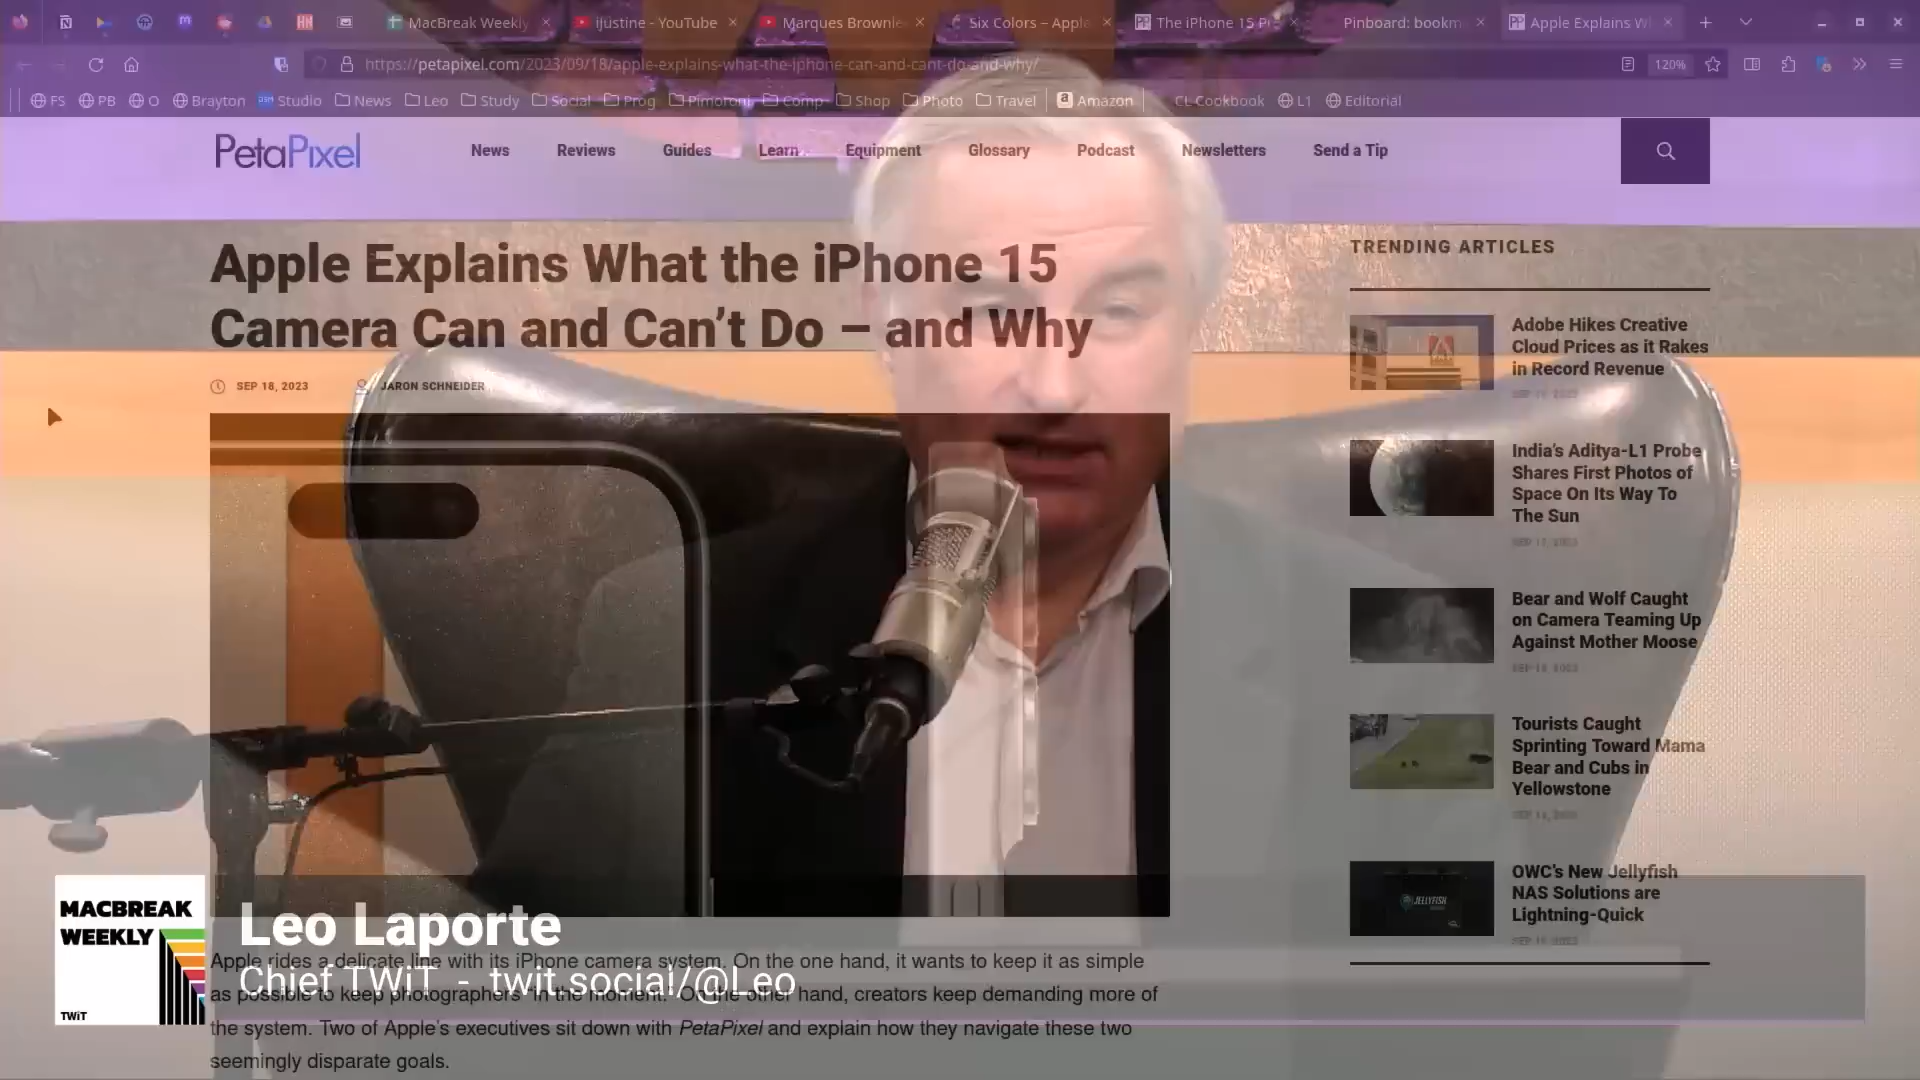 MacBreak Weekly
iJustine - YouTube
Marques Brownle
Six Colors – Apple
The iPhone 15 P
Pinboard: bookm
Apple Explains W
https://petapixel.com/2023/09/18/apple-explains-what-the-iphone-can-and-cant-do-and-why/
120%
FS PB O Brayton Studio News Leo Study Social Prog Pimoroni Comp Shop Photo Travel Amazon CL Cookbook L1 Editorial
PetaPixel
News Reviews Guides Learn Equipment Glossary Podcast Newsletters Send a Tip
Apple Explains What the iPhone 15
Camera Can and Can’t Do – and Why
SEP 18, 2023 JARON SCHNEIDER
TRENDING ARTICLES
Adobe Hikes Creative
Cloud Prices as it Rakes
in Record Revenue
India’s Aditya-L1 Probe
Shares First Photos of
Space On Its Way To
The Sun
Bear and Wolf Caught
on Camera Teaming Up
Against Mother Moose
Tourists Caught
Sprinting Toward Mama
Bear and Cubs in
Yellowstone
JELLYFISH
OWC’s New Jellyfish
NAS Solutions are
Lightning-Quick
MACBREAK
WEEKLY
TWiT
Leo Laporte
Chief TWiT - twit.social/@Leo
Apple rides a delicate line with its iPhone camera system. On the one hand, it wants to keep it as simple
as possible to keep photographers “in the moment.” On the other hand, creators keep demanding more of
the system. Two of Apple’s executives sit down with PetaPixel and explain how they navigate these two
seemingly disparate goals.